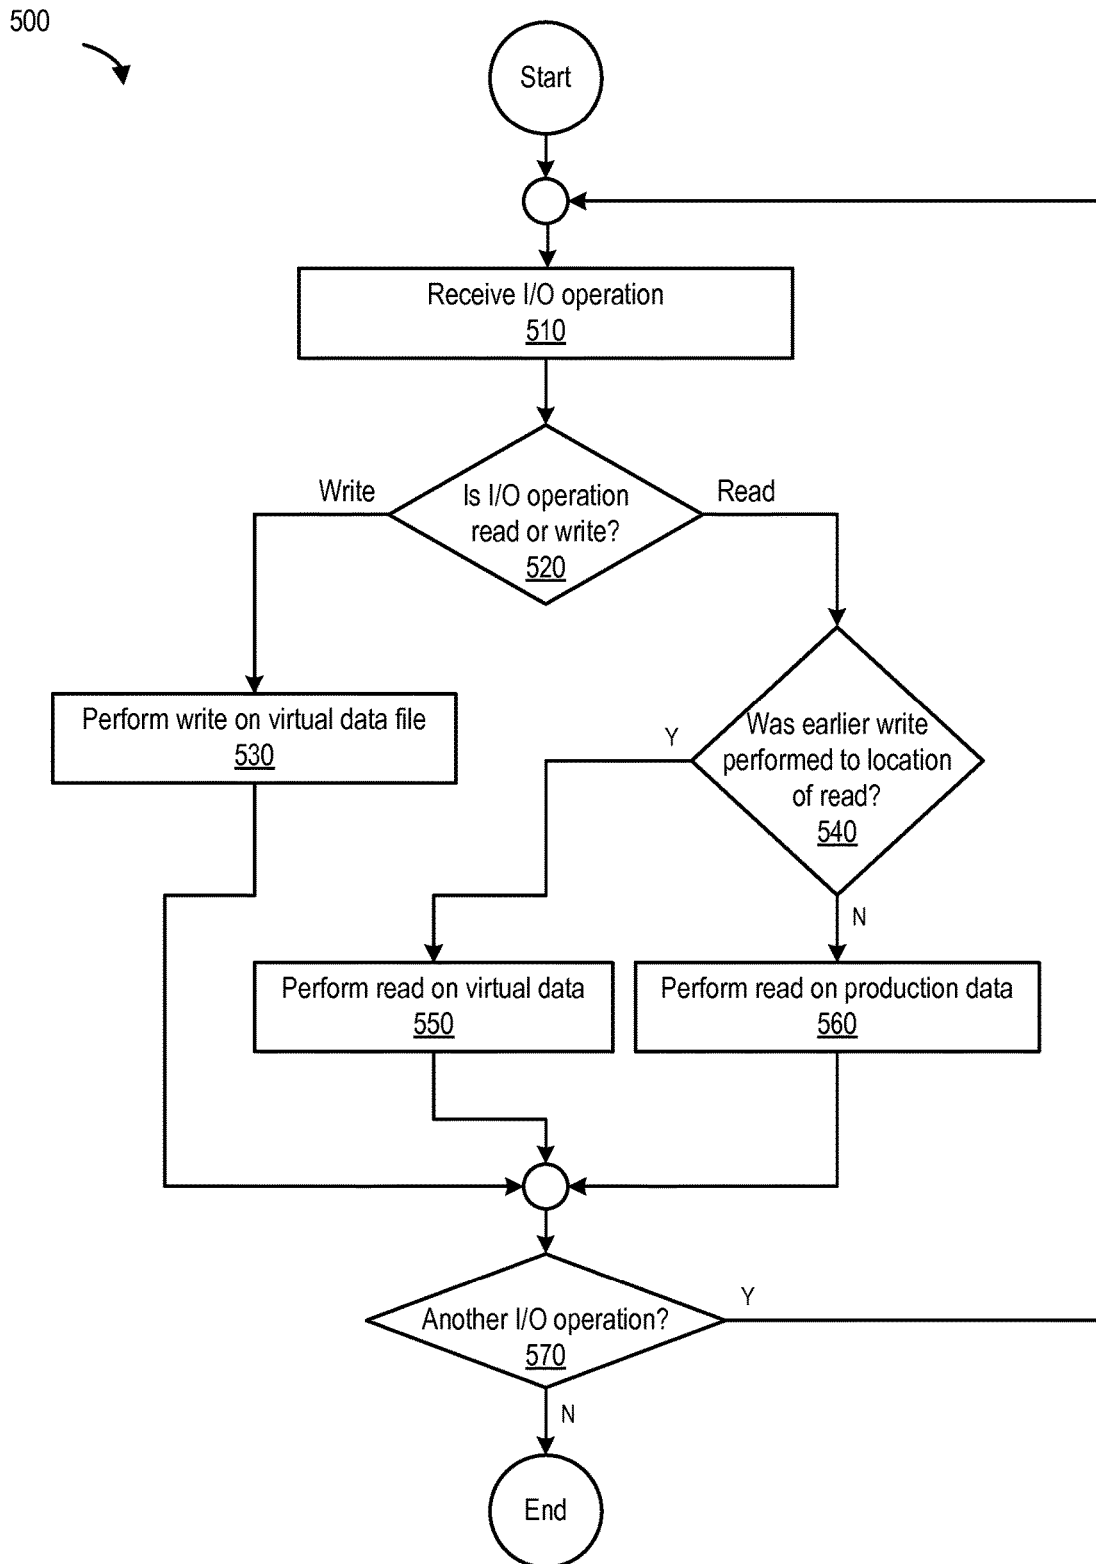 500
Start
Receive I/O operation
510
Is I/O operation
read or write?
520
Write
Read
Perform write on virtual data file
530
Was earlier write
performed to location
of read?
540
Y
N
Perform read on virtual data
550
Perform read on production data
560
Another I/O operation?
570
Y
N
End